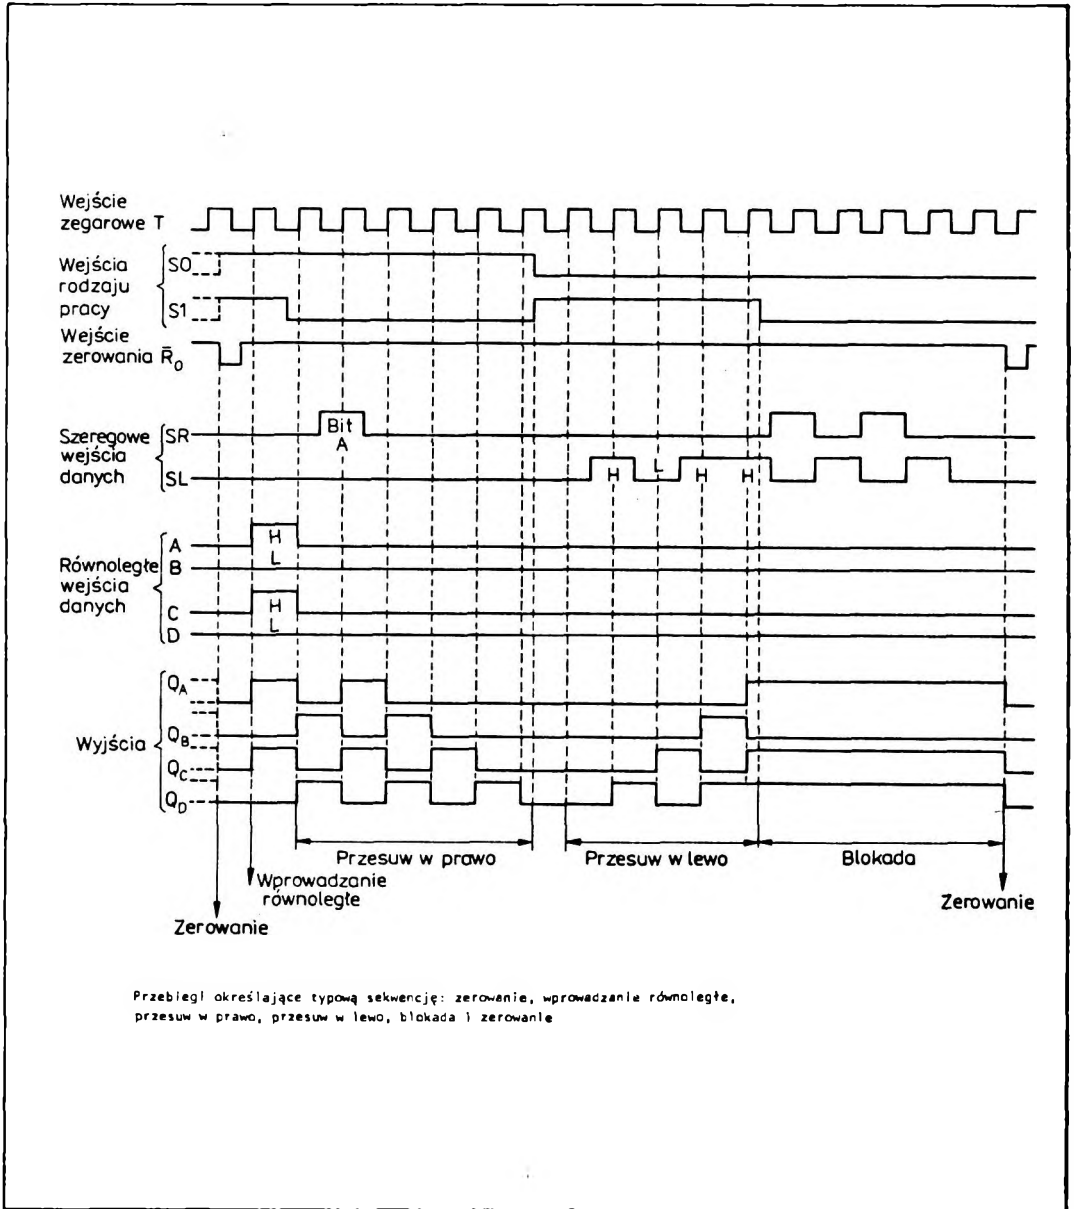 Wejście
zegarowe T
Wejścia
rodzaju
pracy
S0
S1
Wejście
zerowania R̄o
Szeregowe
wejścia
danych
SR
SL
Bit
A
H
L
H
H
Równoległe
wejścia
danych
A
B
C
D
H
L
H
L
Wyjścia
QA
QB
QC
QD
Przesuw w prawo
Przesuw w lewo
Blokada
Wprowadzanie
równoległe
Zerowanie
Zerowanie
Przebiegi określające typową sekwencję: zerowanie, wprowadzanie równoległe,
przesuw w prawo, przesuw w lewo, blokada i zerowanie